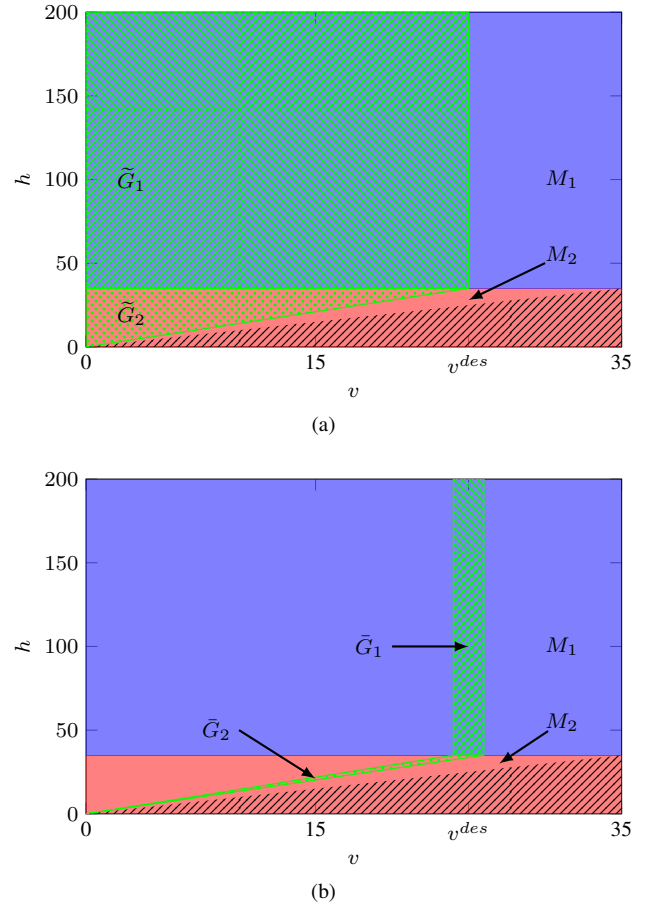 200
150
h
100
G̃₁
M₁
50
M₂
G̃₂
0
0 15 v^{des} 35
v
(a)
200
150
h
100
Ḡ₁
M₁
50
Ḡ₂
M₂
0
0 15 v^{des} 35
v
(b)